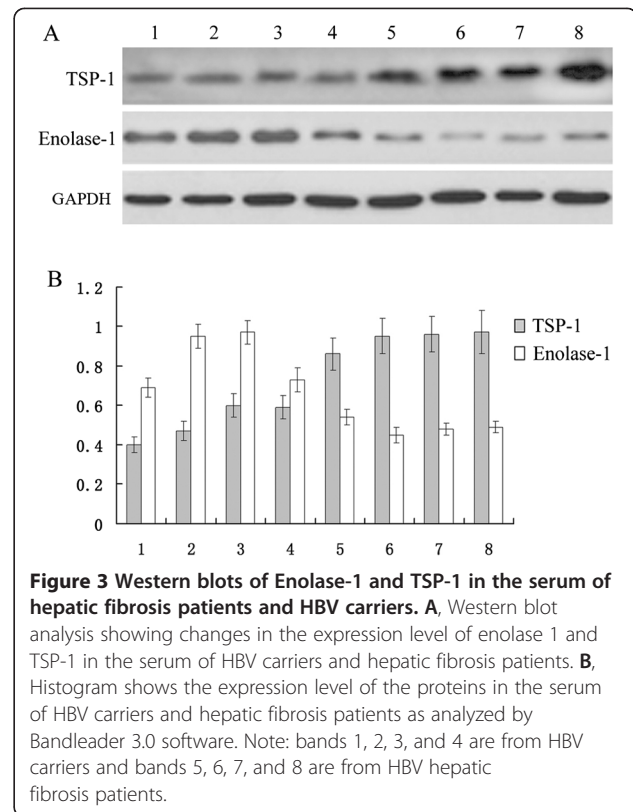 A
1 2 3 4 5 6 7 8
TSP-1
Enolase-1
GAPDH
B
1.2
1
0.8
0.6
0.4
0.2
0
TSP-1
Enolase-1
1 2 3 4 5 6 7 8
Figure 3 Western blots of Enolase-1 and TSP-1 in the serum of
hepatic fibrosis patients and HBV carriers. A, Western blot
analysis showing changes in the expression level of enolase 1 and
TSP-1 in the serum of HBV carriers and hepatic fibrosis patients. B,
Histogram shows the expression level of the proteins in the serum
of HBV carriers and hepatic fibrosis patients as analyzed by
Bandleader 3.0 software. Note: bands 1, 2, 3, and 4 are from HBV
carriers and bands 5, 6, 7, and 8 are from HBV hepatic
fibrosis patients.